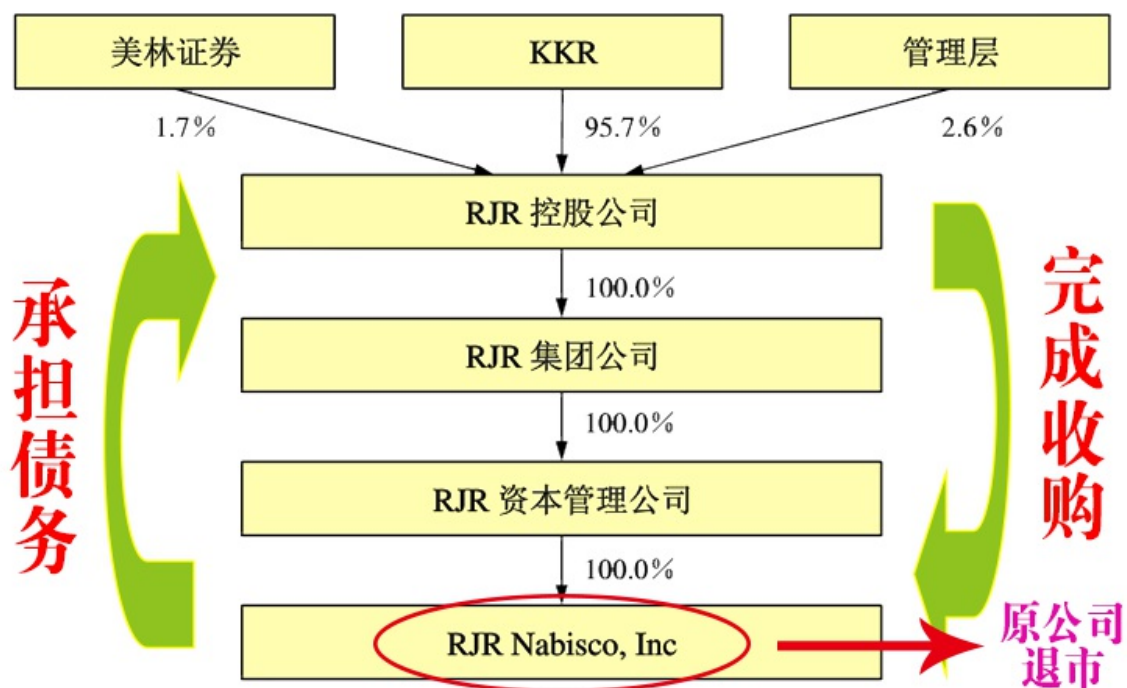 美林证券
KKR
管理层
1.7%
95.7%
2.6%
RJR 控股公司
100.0%
RJR 集团公司
100.0%
RJR 资本管理公司
100.0%
RJR Nabisco, Inc
承担债务
完成收购
原公司
退市